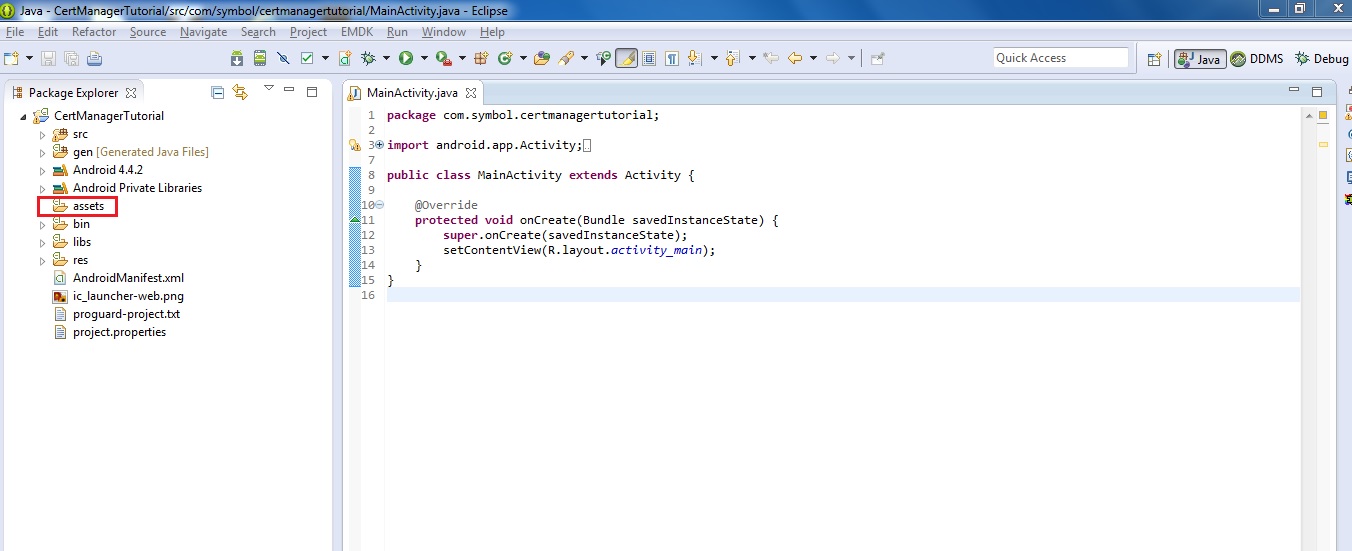 Java - CertManagerTutorial/src/com/symbol/certmanagertutorial/MainActivity.java - Eclipse
File Edit Refactor Source Navigate Search Project EMDK Run Window Help
Quick Access
Java
DDMS
Debug
Package Explorer
CertManagerTutorial
src
gen [Generated Java Files]
Android 4.4.2
Android Private Libraries
assets
bin
libs
res
AndroidManifest.xml
ic_launcher-web.png
proguard-project.txt
project.properties
MainActivity.java
1 package com.symbol.certmanagertutorial;
2
3 import android.app.Activity;
7
8 public class MainActivity extends Activity {
9
10 @Override
11 protected void onCreate(Bundle savedInstanceState) {
12 super.onCreate(savedInstanceState);
13 setContentView(R.layout.activity_main);
14 }
15 }
16